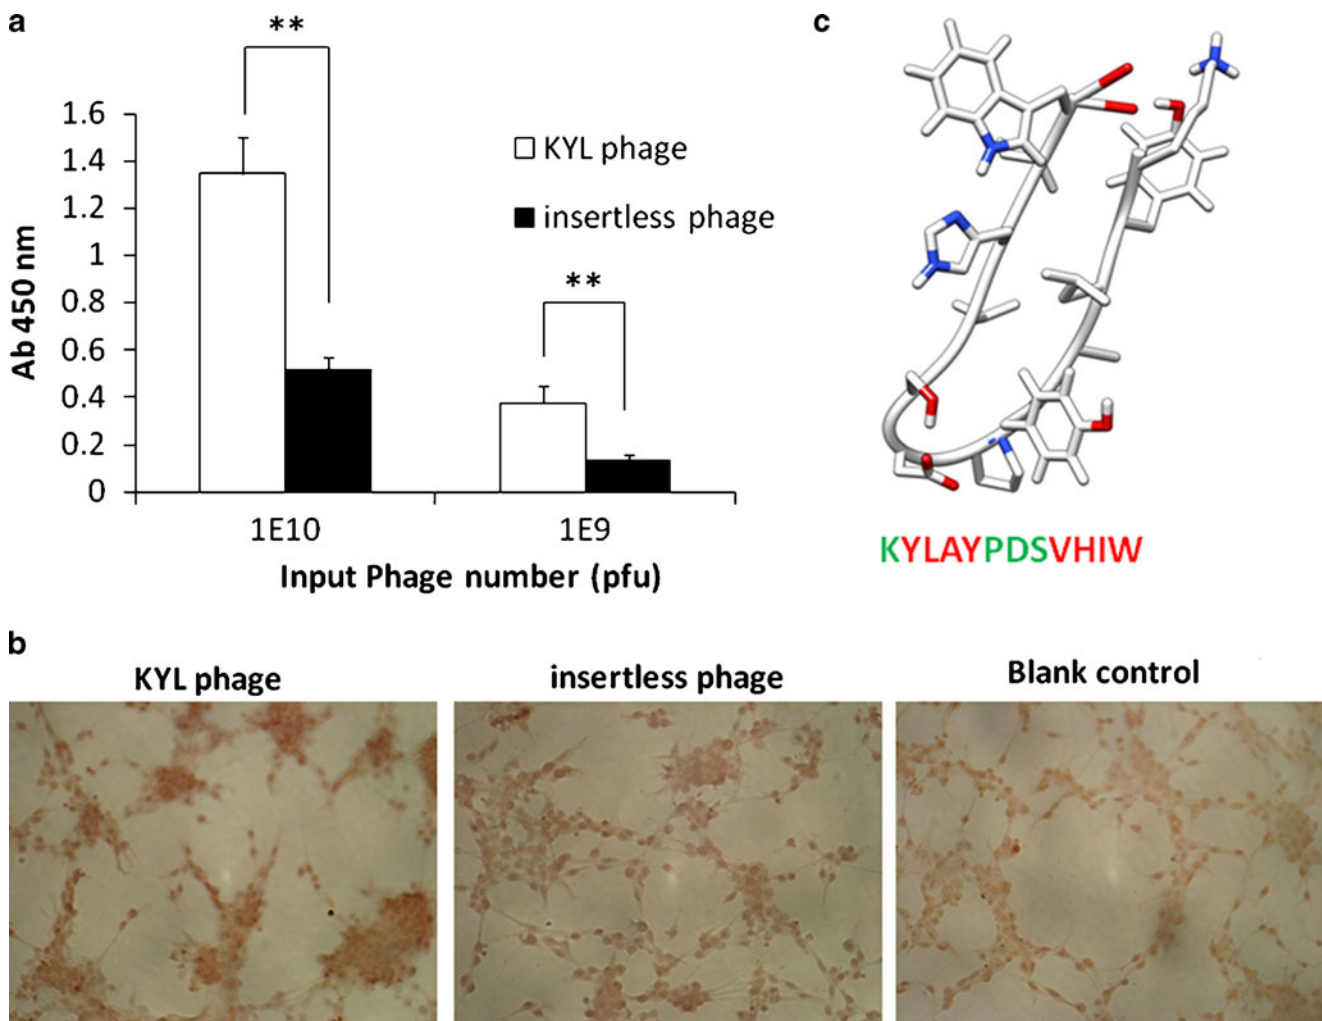 a
**
1.6
1.4
1.2
1
0.8
0.6
0.4
0.2
0
Ab 450 nm
KYL phage
insertless phage
**
1E10
1E9
Input Phage number (pfu)
c
KYLAYPDSVHIW
b
KYL phage
insertless phage
Blank control